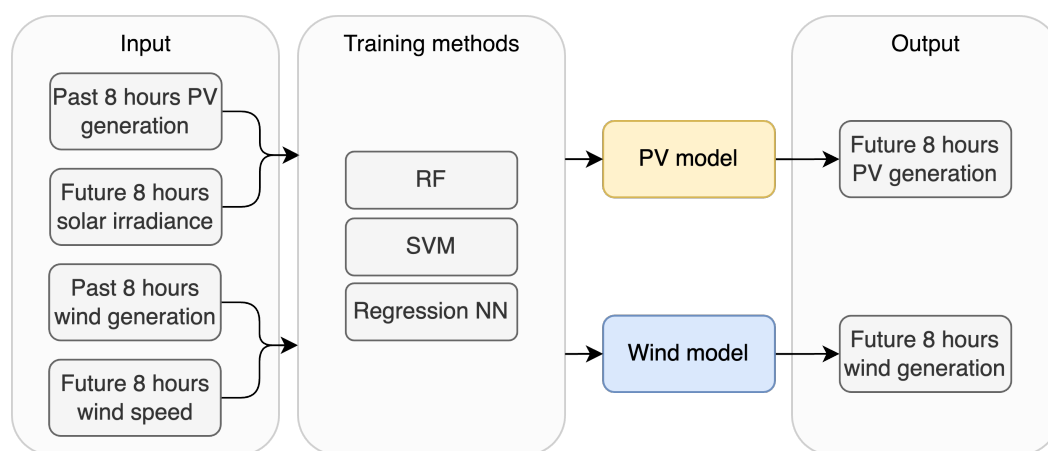 Input
Past 8 hours PV
generation
Future 8 hours
solar irradiance
Past 8 hours
wind generation
Future 8 hours
wind speed
Training methods
RF
SVM
Regression NN
PV model
Wind model
Output
Future 8 hours
PV generation
Future 8 hours
wind generation